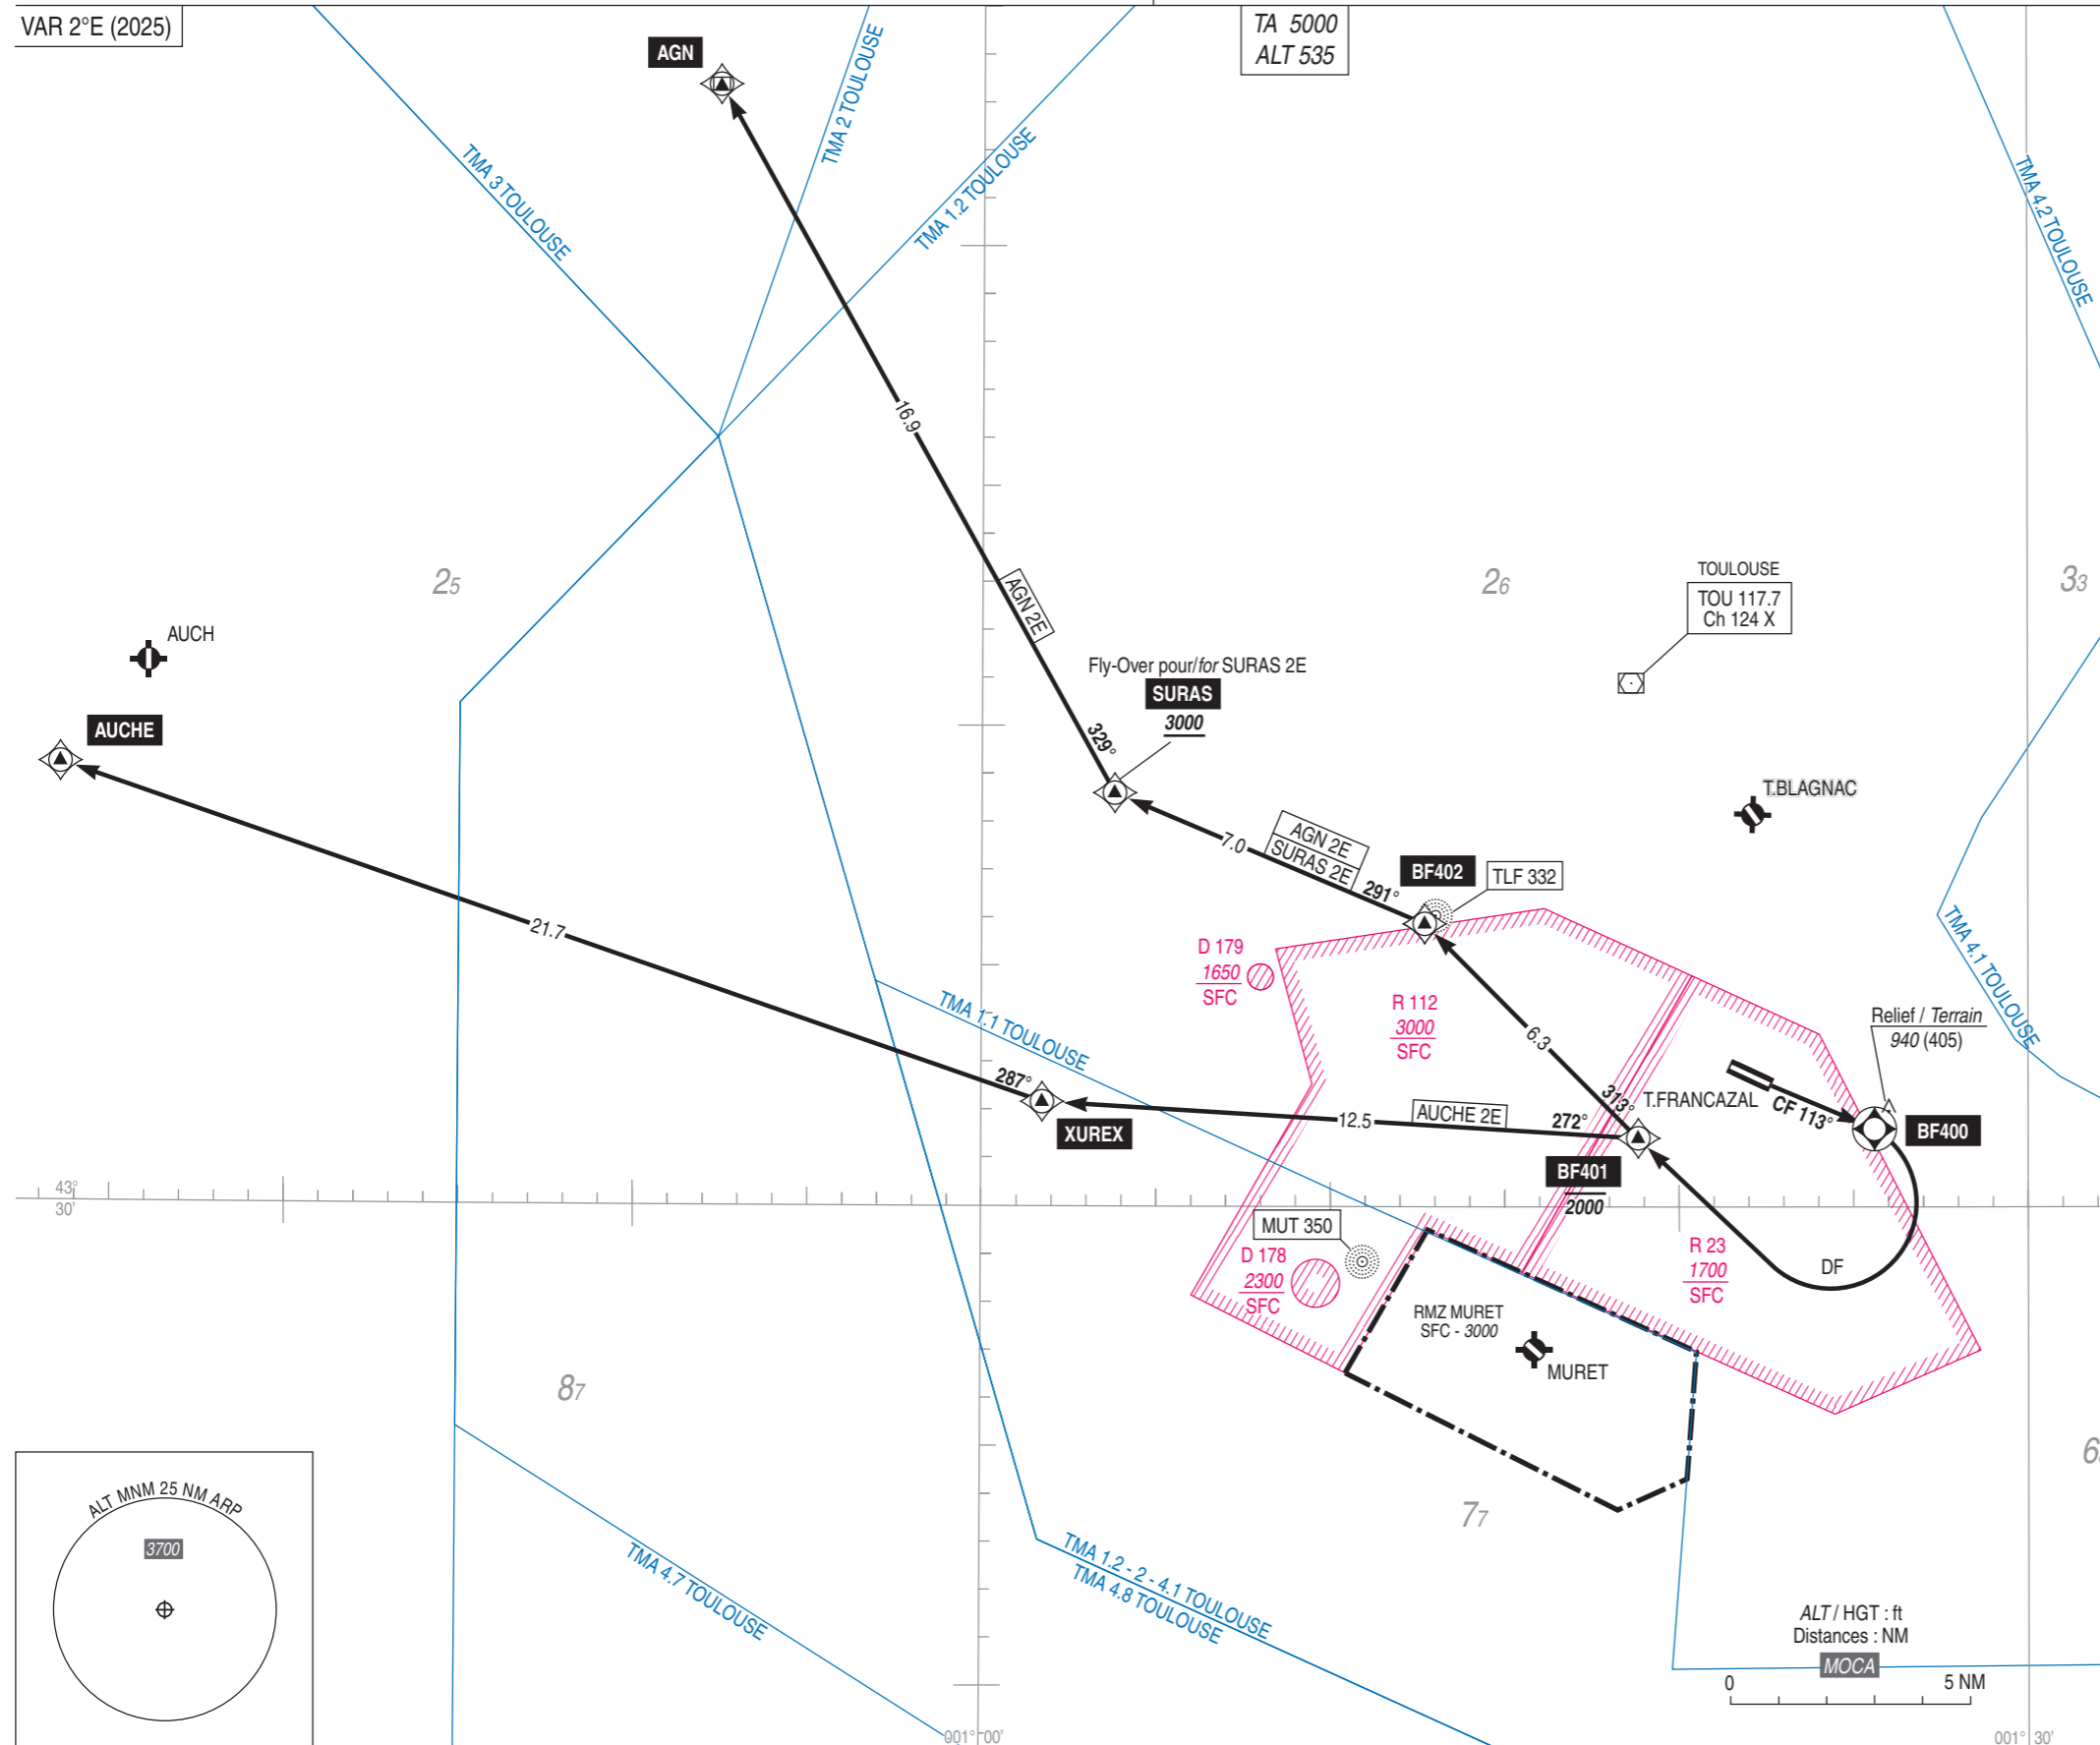 VAR 2°E (2025)
TA 5000
ALT 535
AGN
TMA 2 TOULOUSE
TMA 3 TOULOUSE
TMA 1.2 TOULOUSE
TMA 4.2 TOULOUSE
16.9
AGN 2E
25
26
33
TOULOUSE
TOU 117.7
Ch 124 X
AUCH
AUCHE
Fly-Over pour/for SURAS 2E
SURAS
3000
329°
T.BLAGNAC
7.0
AGN 2E
SURAS 2E
291°
BF402
TLF 332
21.7
D 179
1650
SFC
R 112
3000
SFC
TMA 4.1 TOULOUSE
TMA 1.1 TOULOUSE
6.3
Relief / Terrain
940 (405)
287°
XUREX
12.5
AUCHE 2E
272°
313°
T.FRANCAZAL
CF 113°
BF400
BF401
2000
43°
30'
MUT 350
D 178
2300
SFC
R 23
1700
SFC
DF
RMZ MURET
SFC - 3000
MURET
87
77
6
ALT MNM 25 NM ARP
3700
TMA 4.7 TOULOUSE
TMA 1.2 - 2 - 4.1 TOULOUSE
TMA 4.8 TOULOUSE
ALT / HGT : ft
Distances : NM
MOCA
0
5 NM
001° 00'
001° 30'